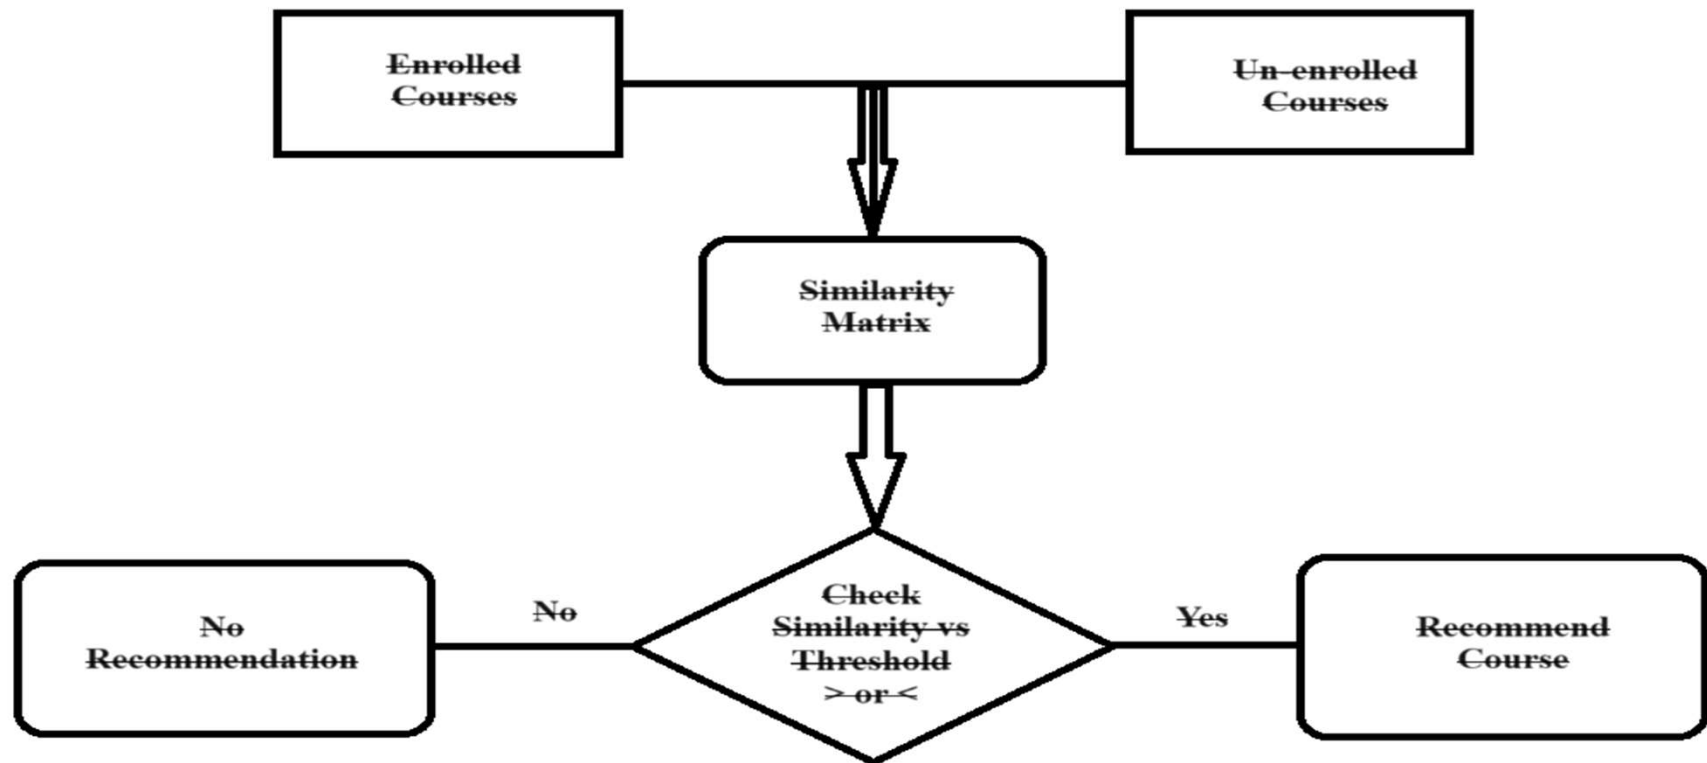 Enrolled
Courses
Un-enrolled
Courses
Similarity
Matrix
No
Recommendation
No
Check
Similarity vs
Threshold
> or <
Yes
Recommend
Course